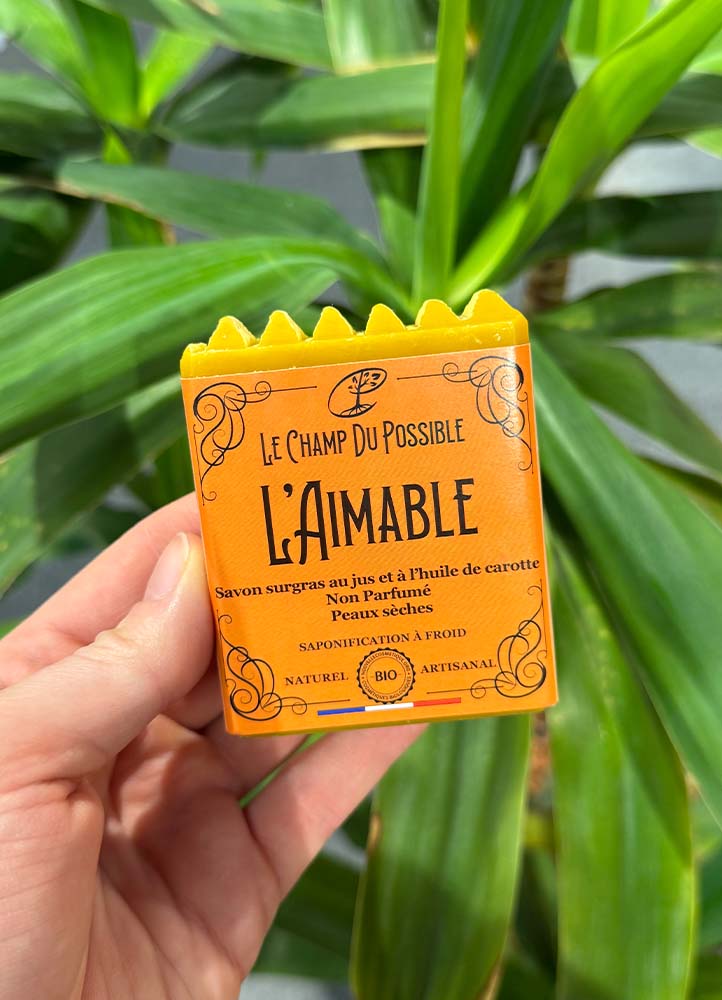 Le Champ Du Possible
L'Aimable
Savon surgras au jus et à l'huile de carotte
Non Parfumé
Peaux sèches
SAPONIFICATION À FROID
NATUREL BIO ARTISANAL